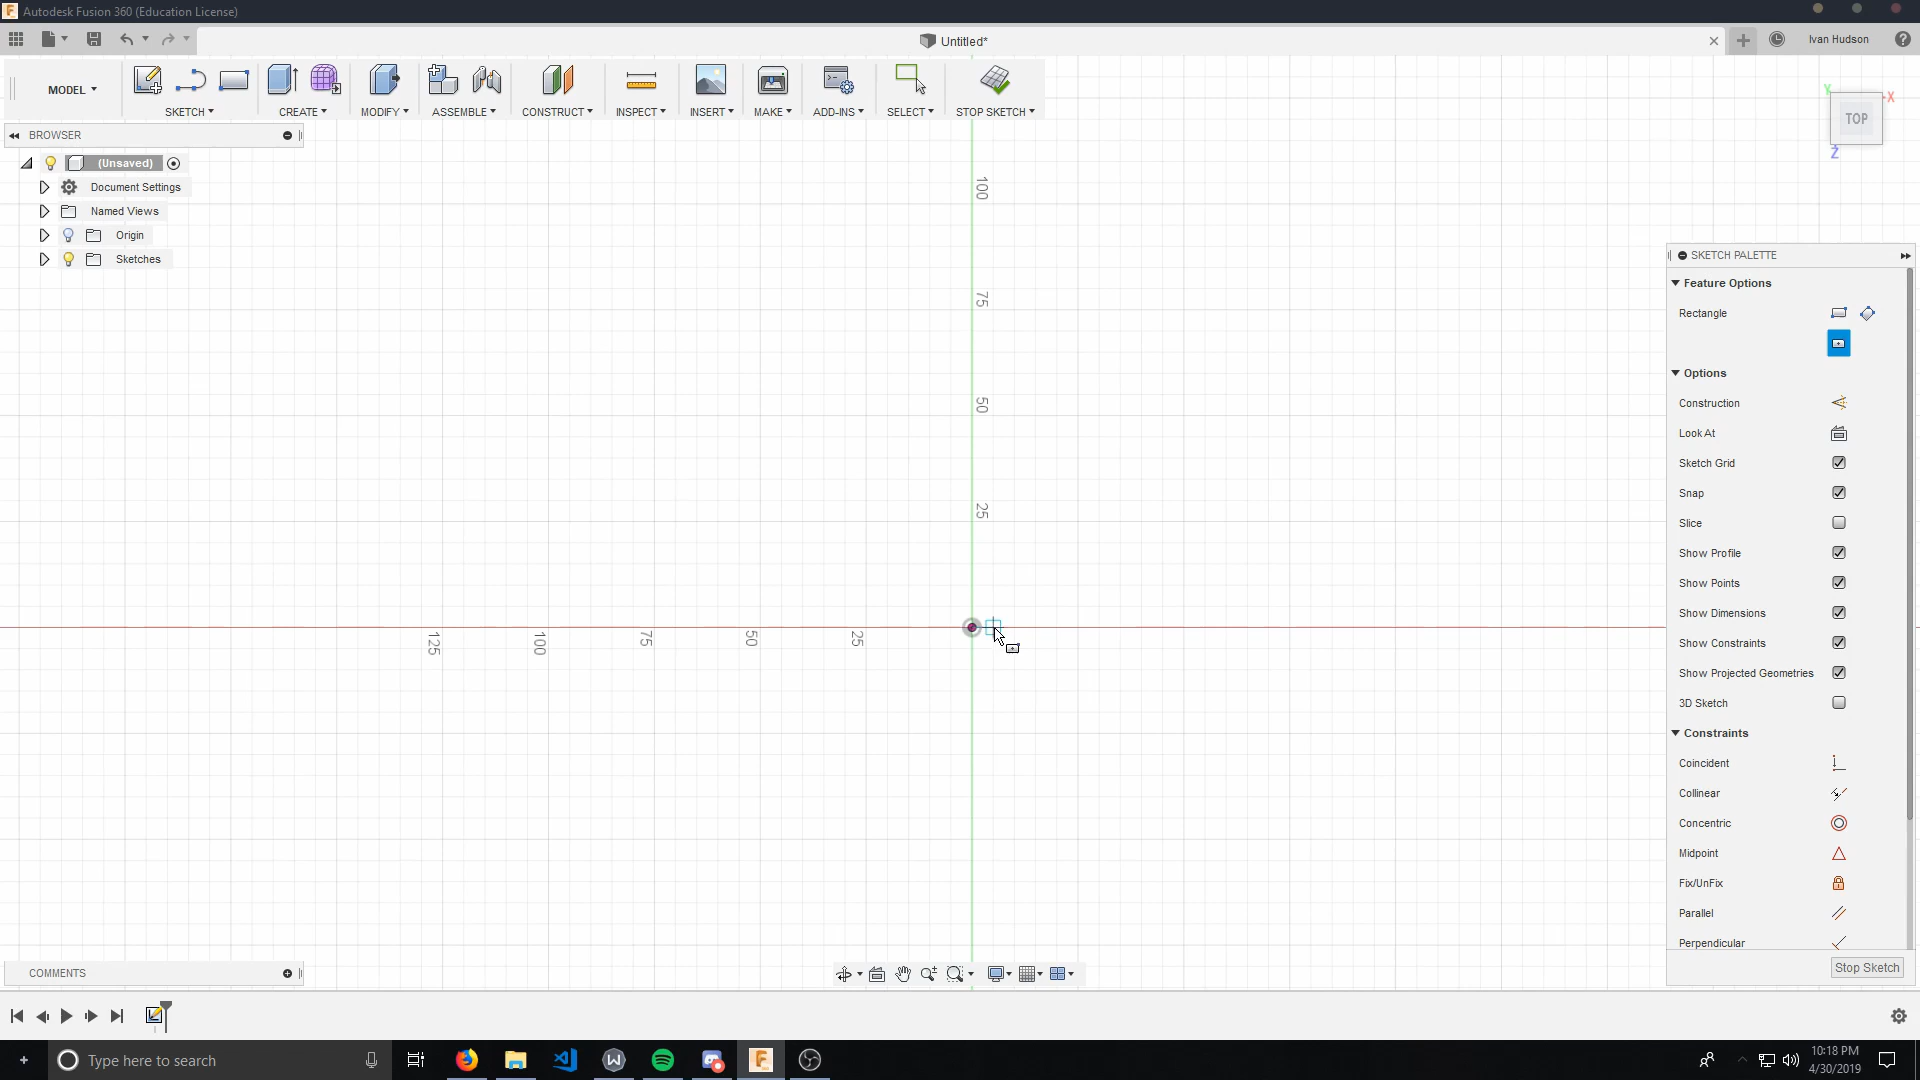 Autodesk Fusion 360 (Education License)
Untitled*
Ivan Hudson
MODEL
SKETCH
CREATE
MODIFY
ASSEMBLE
CONSTRUCT
INSPECT
INSERT
MAKE
ADD-INS
SELECT
STOP SKETCH
BROWSER
(Unsaved)
Document Settings
Named Views
Origin
Sketches
Y
X
TOP
Z
100
75
50
25
125
100
75
50
25
SKETCH PALETTE
Feature Options
Rectangle
Options
Construction
Look At
Sketch Grid
Snap
Slice
Show Profile
Show Points
Show Dimensions
Show Constraints
Show Projected Geometries
3D Sketch
Constraints
Coincident
Collinear
Concentric
Midpoint
Fix/UnFix
Parallel
Perpendicular
Stop Sketch
COMMENTS
Type here to search
10:18 PM
4/30/2019